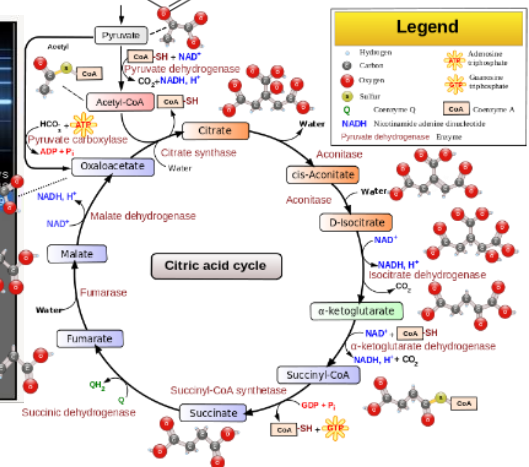 Legend
Hydrogen
Carbon
Oxygen
Sulfur
Q Coenzyme Q
NADH Nicotinamide adenine dinucleotide
Pyruvate dehydrogenase Enzyme
ATP Adenosine triphosphate
GTP Guanosine triphosphate
CoA Coenzyme A
Pyruvate
Acetyl
S CoA
CoA-SH + NAD⁺
Pyruvate dehydrogenase
CO₂+NADH, H⁺
Acetyl-CoA
CoA-SH
HCO₃⁻ + ATP
Pyruvate carboxylase
ADP + Pᵢ
Oxaloacetate
Citrate synthase
Water
Citrate
Water
Aconitase
cis-Aconitate
Aconitase
Water
D-Isocitrate
NAD⁺
NADH, H⁺
Isocitrate dehydrogenase
CO₂
α-ketoglutarate
NAD⁺ + CoA-SH
α-ketoglutarate dehydrogenase
NADH, H⁺ + CO₂
Succinyl-CoA
S CoA
Succinyl-CoA synthetase
GDP + Pᵢ
CoA-SH + GTP
Succinate
Succinic dehydrogenase
Q
QH₂
Fumarate
Fumarase
Water
Malate
Malate dehydrogenase
NAD⁺
NADH, H⁺
Citric acid cycle